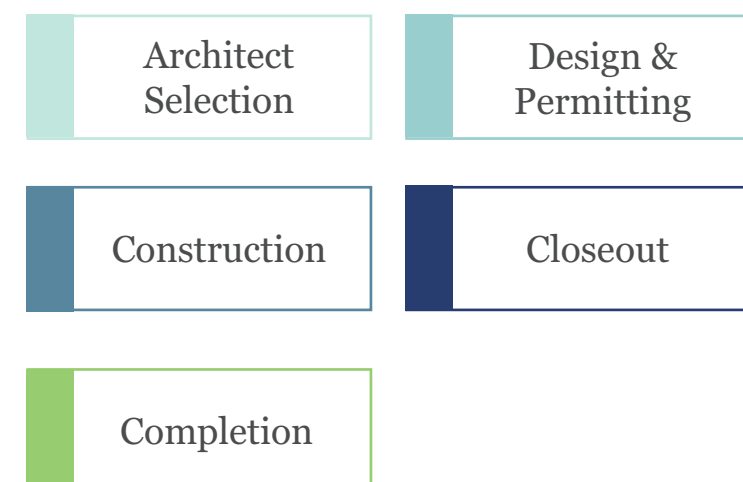 Architect
Selection
Design &
Permitting
Construction
Closeout
Completion